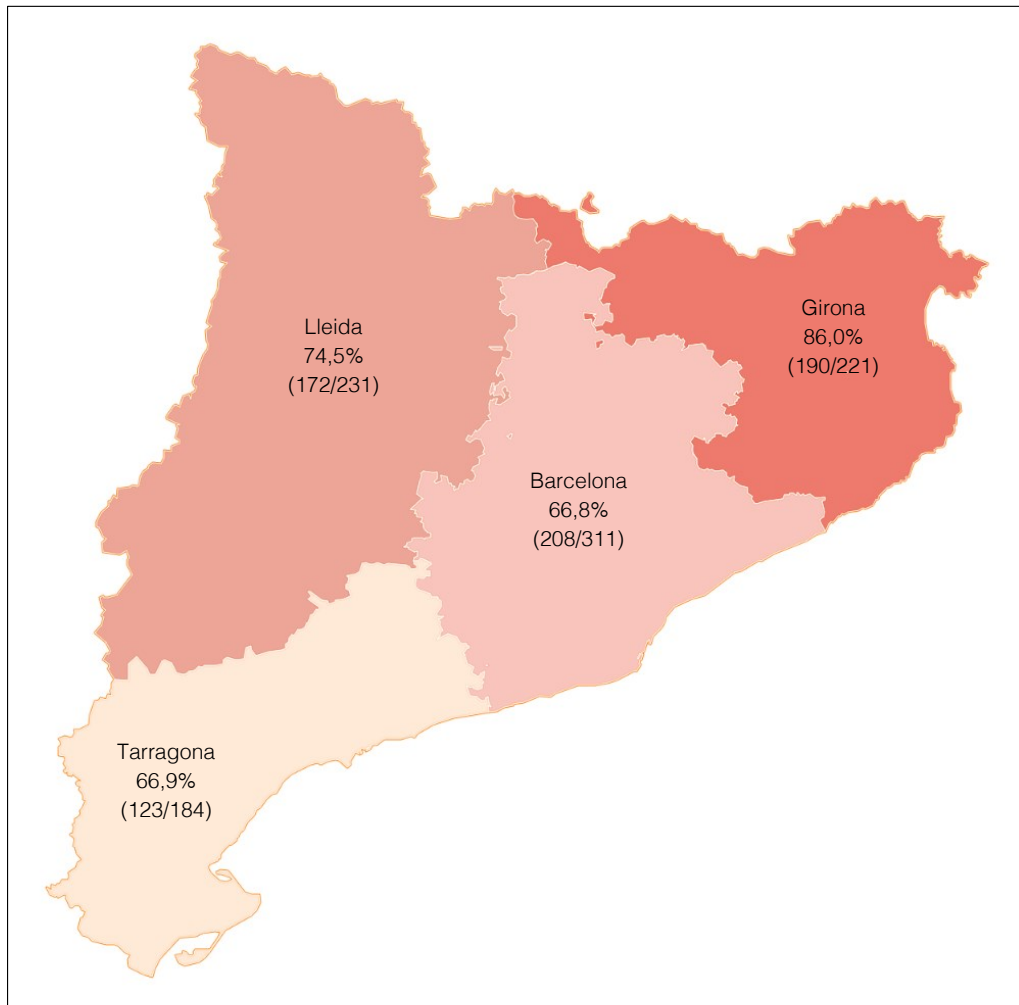 Lleida
74,5%
(172/231)
Girona
86,0%
(190/221)
Barcelona
66,8%
(208/311)
Tarragona
66,9%
(123/184)